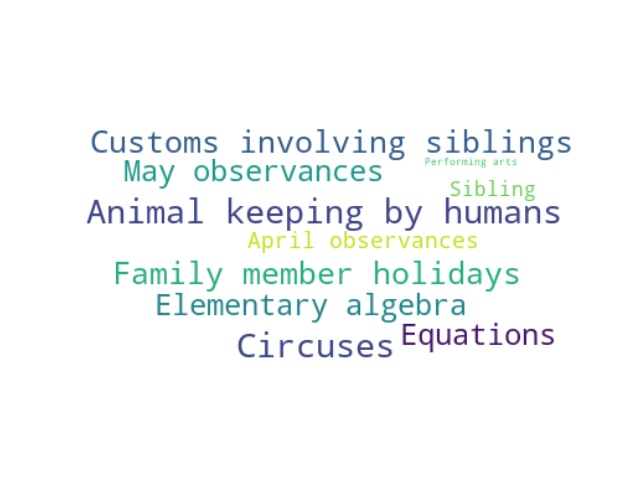 Customs involving siblings
Performing arts
May observances
Sibling
Animal keeping by humans
April observances
Family member holidays
Elementary algebra
Equations
Circuses